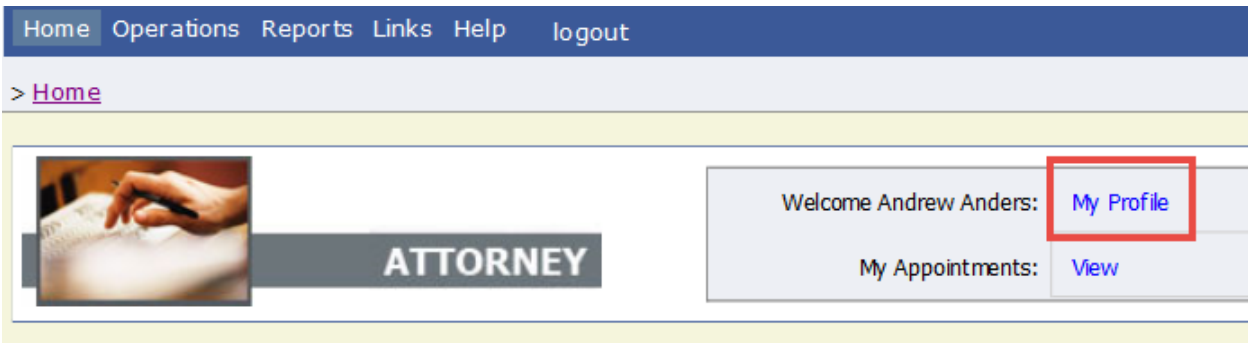 Home Operations Reports Links Help logout
> Home
Welcome Andrew Anders: My Profile
ATTORNEY
My Appointments: View